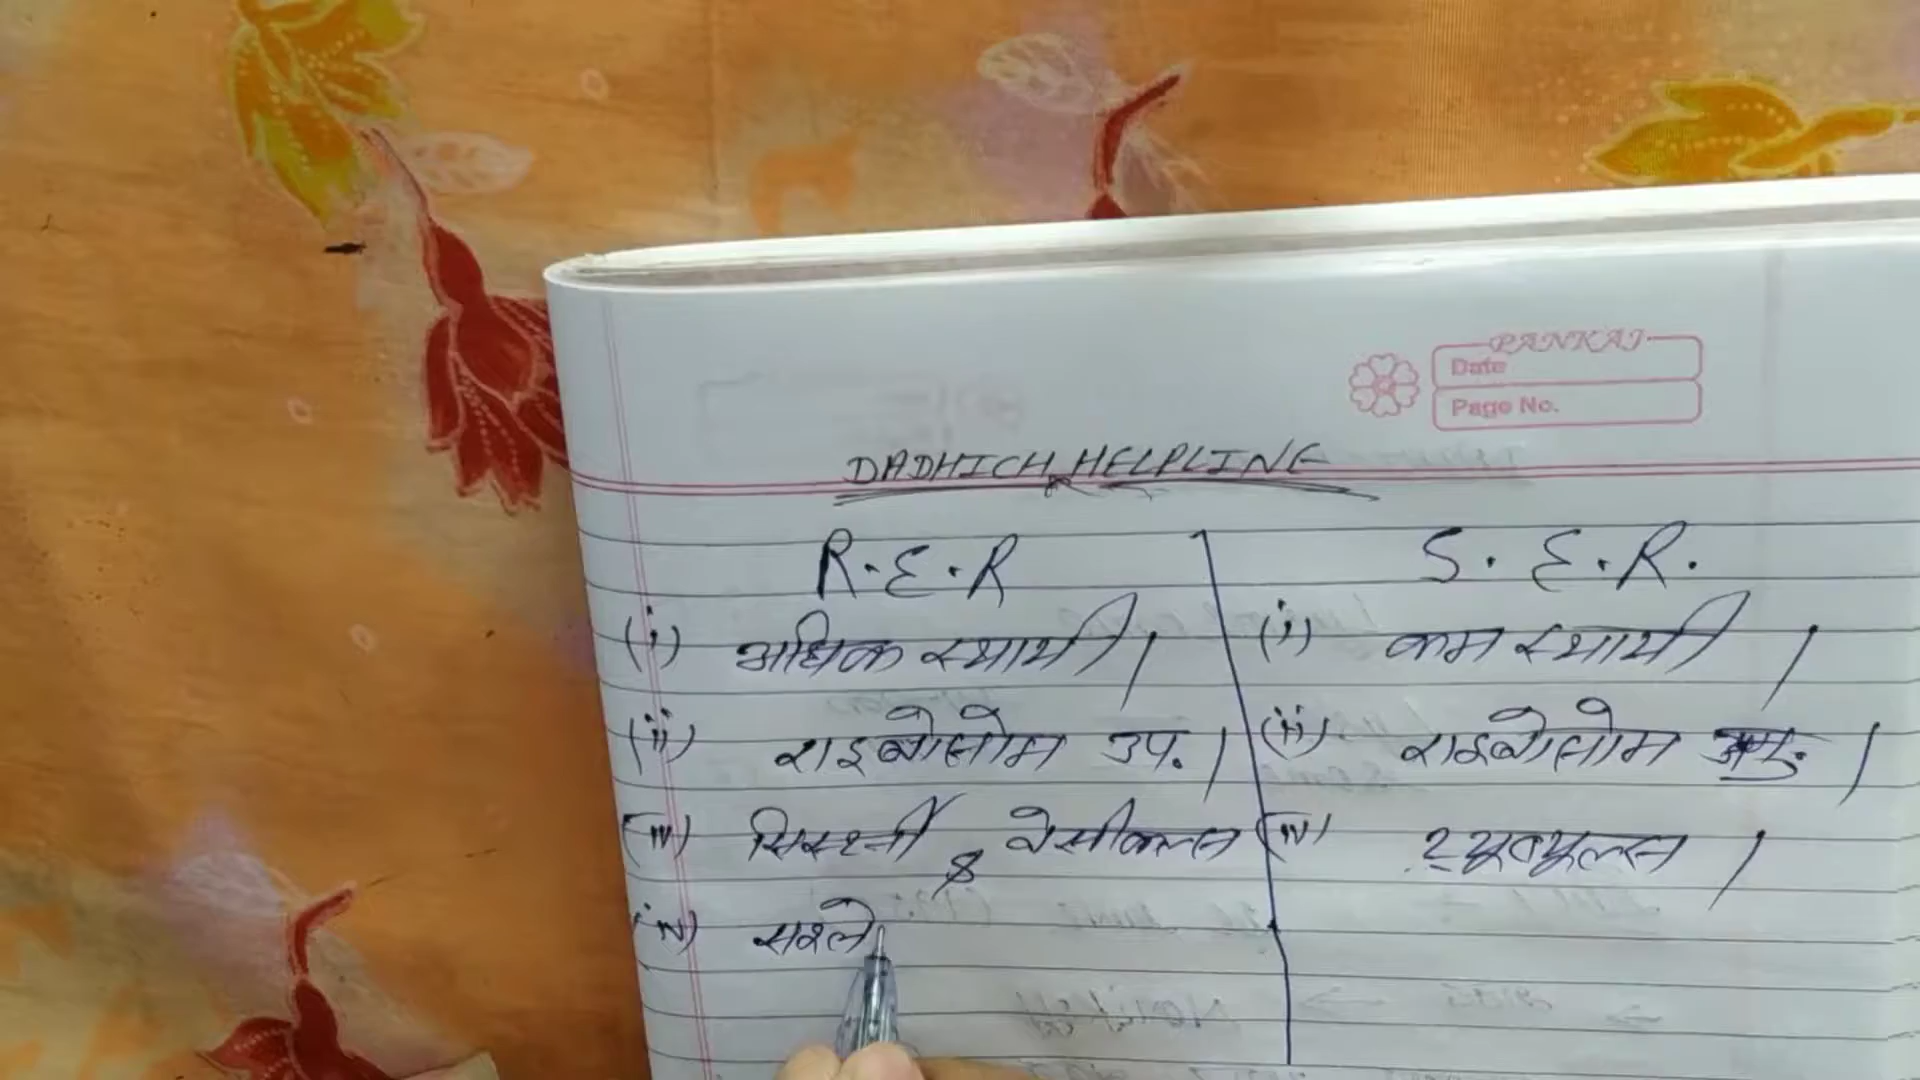 PANKAJ
Date
Page No.
DADHICH HELPLINE
R.E.R
S.E.R.
(i) अधिक स्थायी।
(i) कम स्थायी।
(ii) राइबोसोम उप.।
(ii) राइबोसोम अनु.।
(iii) सिस्टर्नी & वेसीकल्स
(iii) ट्यूबूल्स।
iv) संश्ले